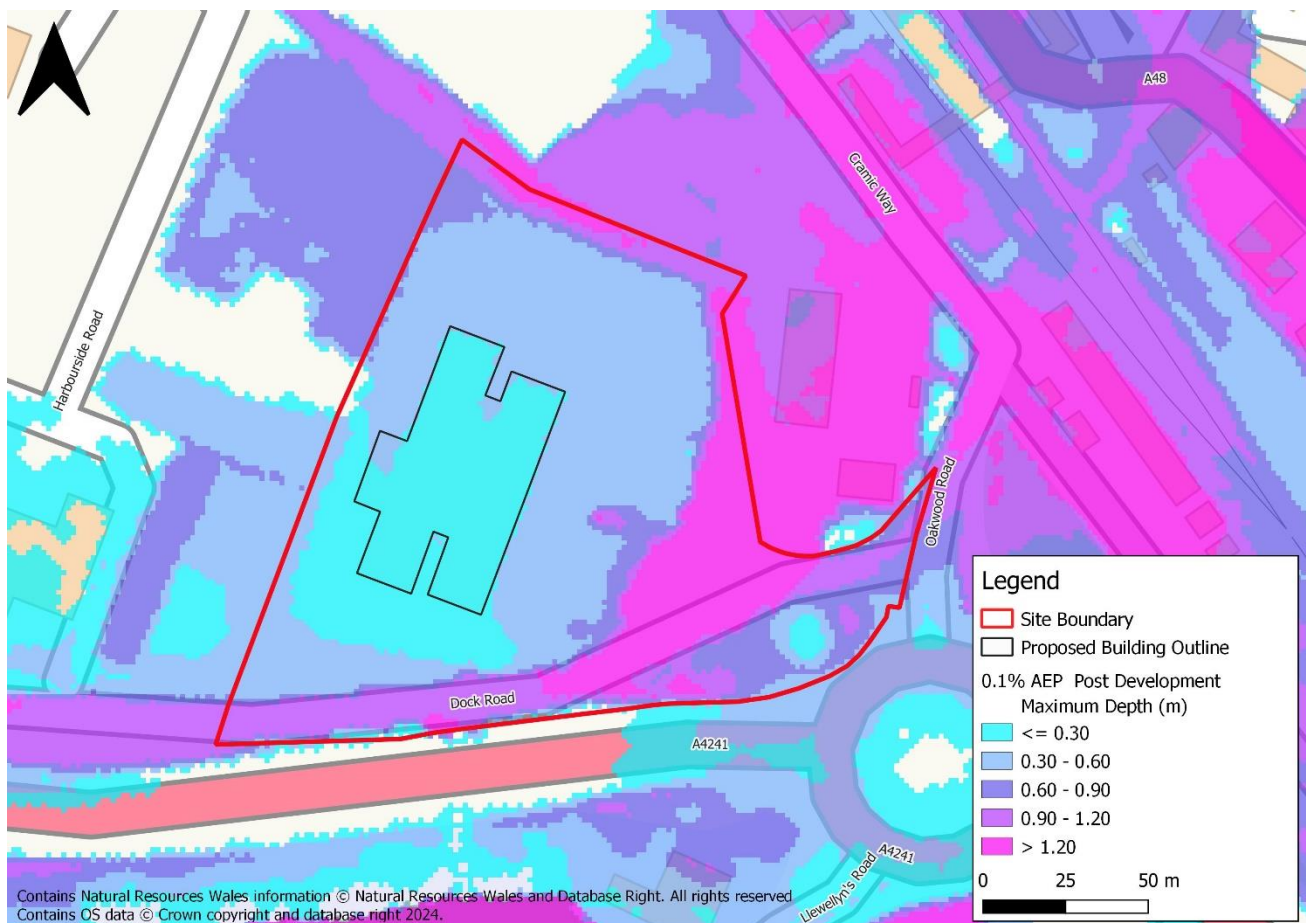 A48
Cramic Way
Harbourside Road
Oakwood Road
Dock Road
A4241
A4241
Llewellyn's Road
Legend
Site Boundary
Proposed Building Outline
0.1% AEP Post Development
Maximum Depth (m)
<= 0.30
0.30 - 0.60
0.60 - 0.90
0.90 - 1.20
> 1.20
0 25 50 m
Contains Natural Resources Wales information © Natural Resources Wales and Database Right. All rights reserved
Contains OS data © Crown copyright and database right 2024.